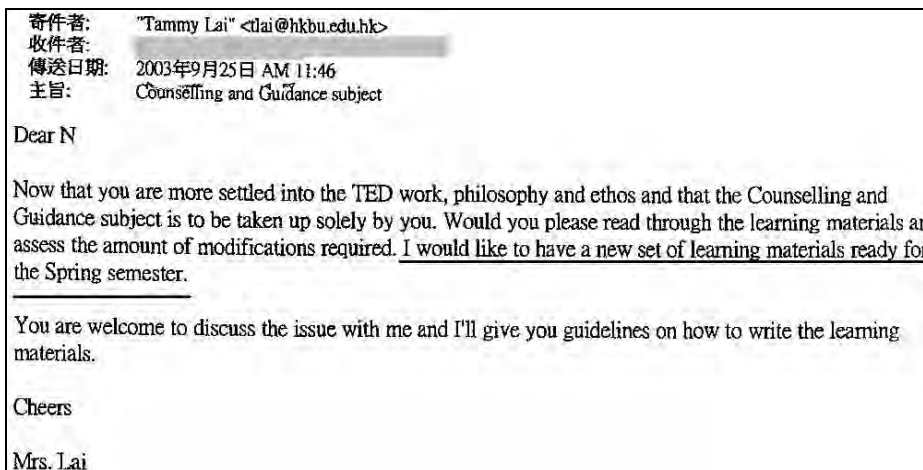 寄件者: "Tammy Lai" <tlai@hkbu.edu.hk>
收件者:
傳送日期: 2003年9月25日 AM 11:46
主旨: Counselling and Guidance subject
Dear N
Now that you are more settled into the TED work, philosophy and ethos and that the Counselling and
Guidance subject is to be taken up solely by you. Would you please read through the learning materials
assess the amount of modifications required. I would like to have a new set of learning materials ready
the Spring semester.
You are welcome to discuss the issue with me and I'll give you guidelines on how to write the learning
materials.
Cheers
Mrs. Lai